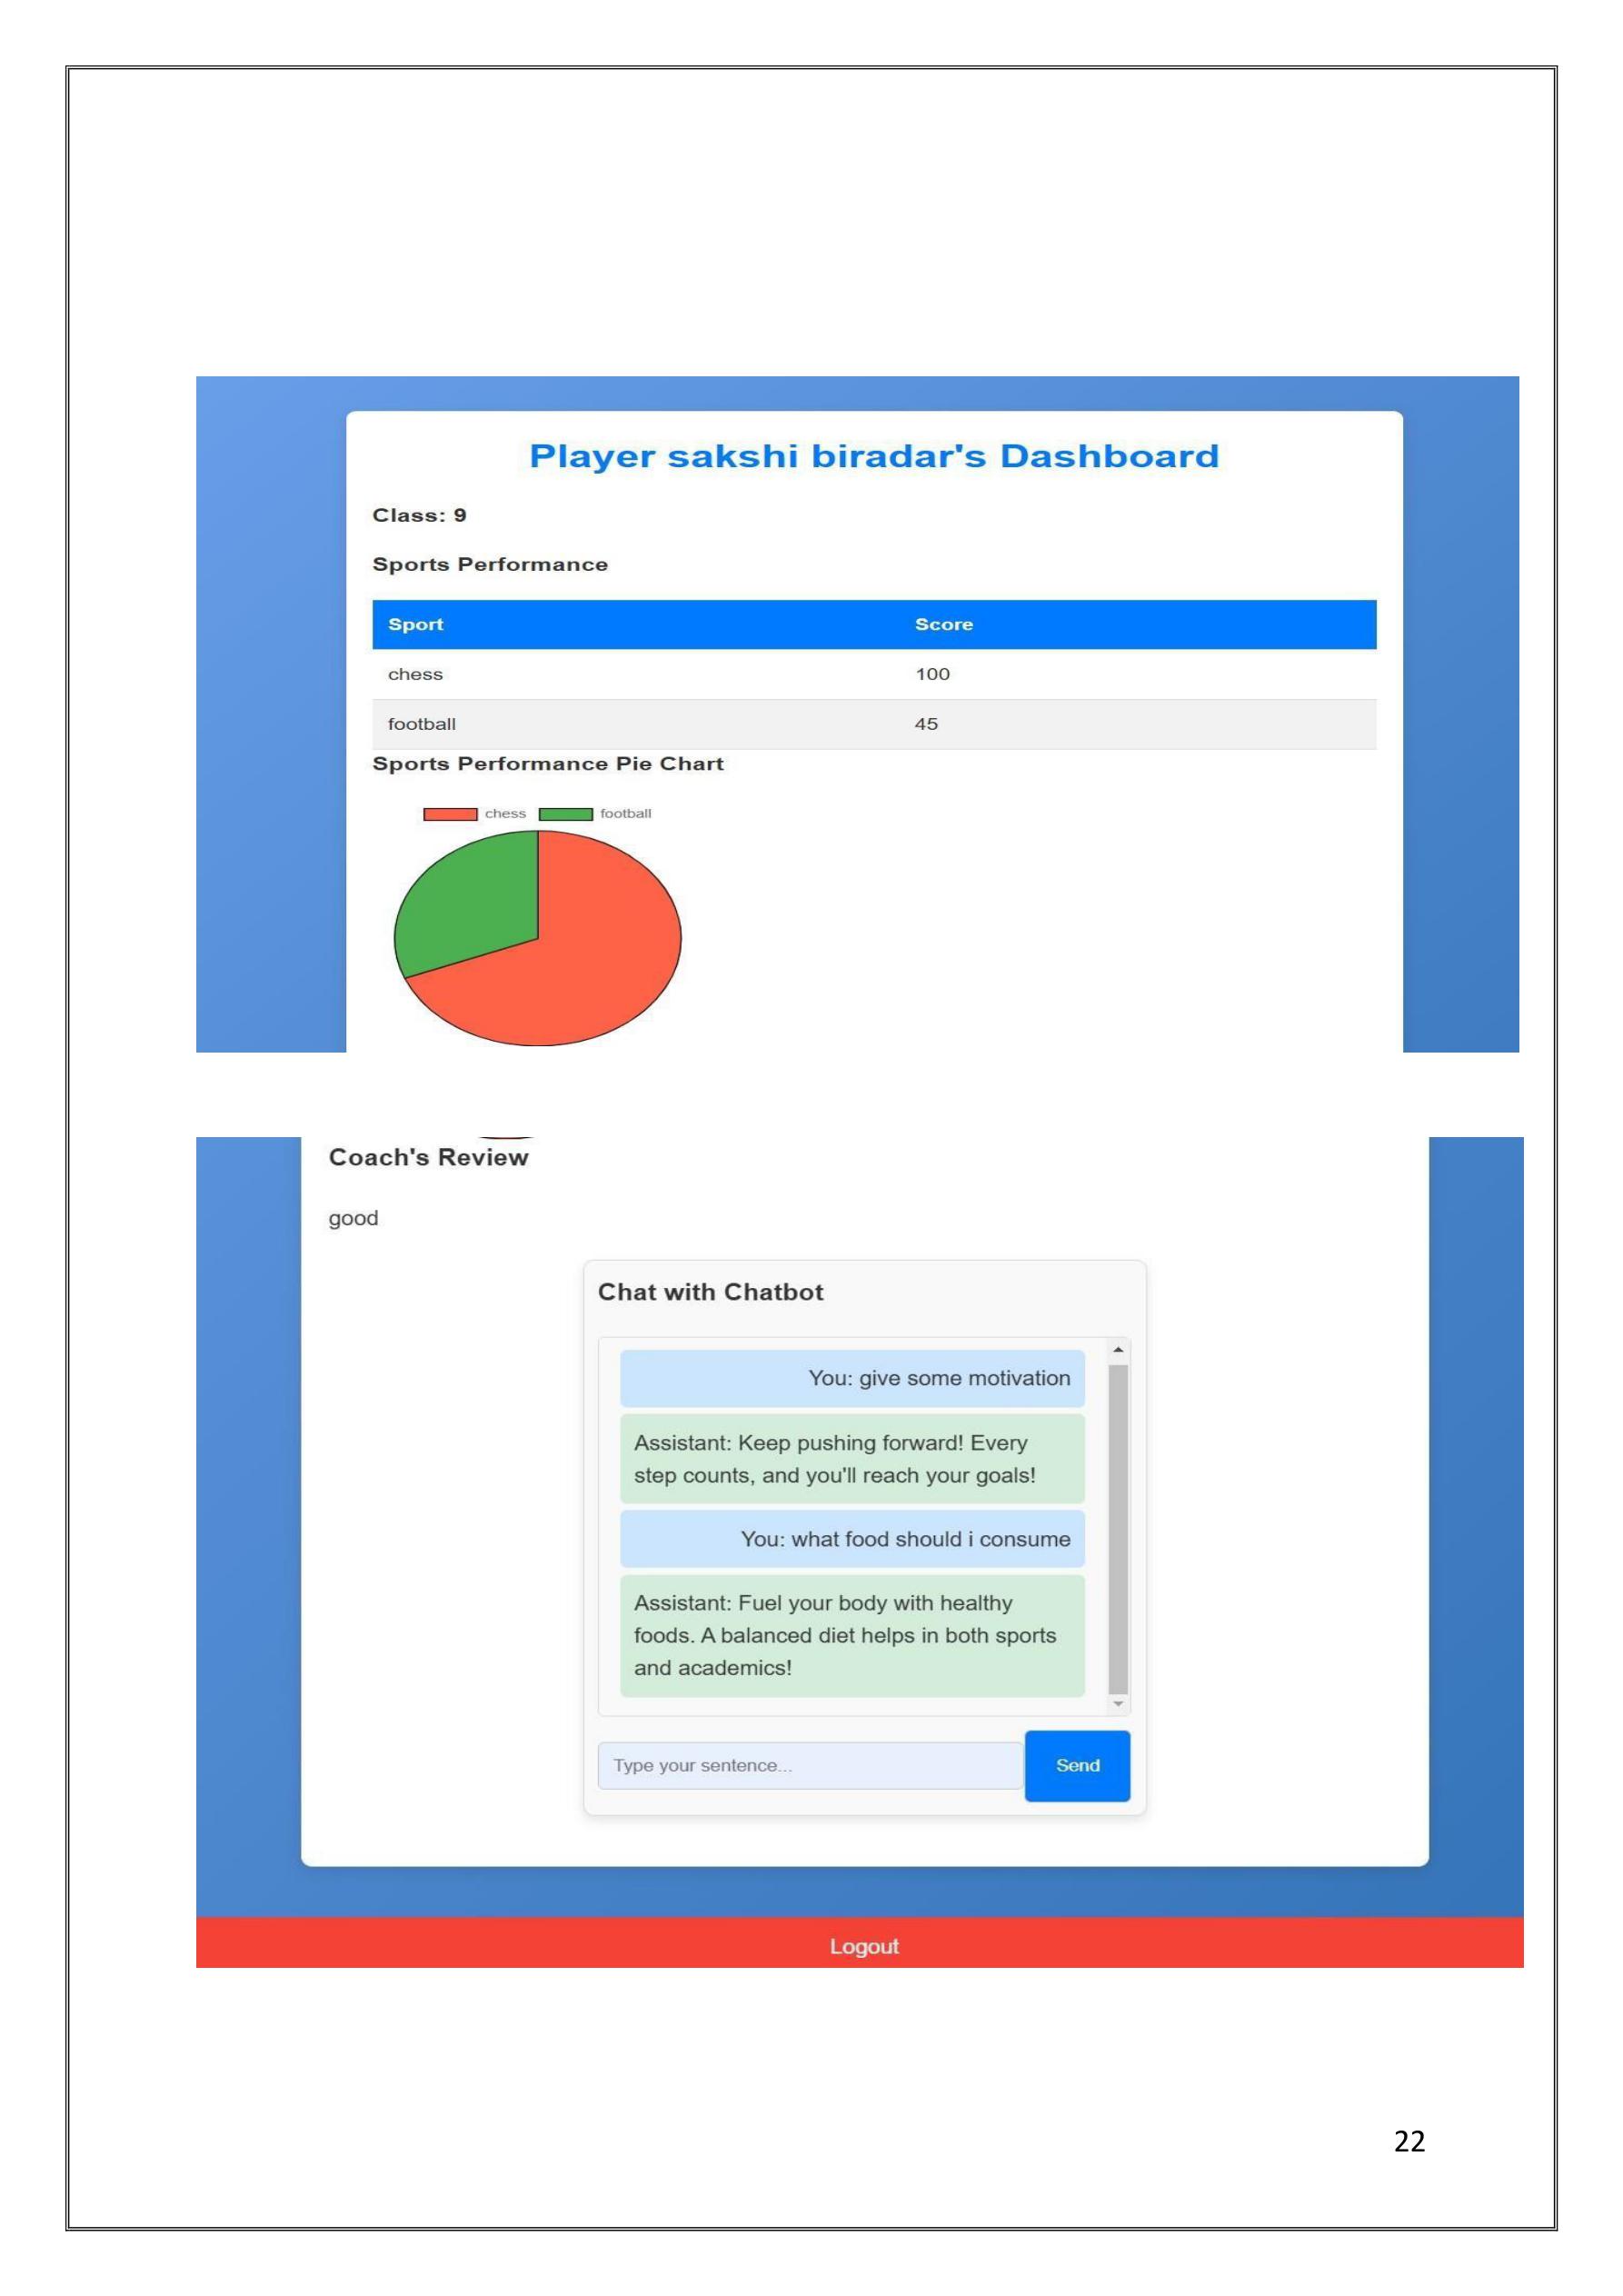 Player sakshi biradar's Dashboard
Class: 9
Sports Performance
Sport Score
chess 100
football 45
Sports Performance Pie Chart
chess football
Coach's Review
good
Chat with Chatbot
You: give some motivation
Assistant: Keep pushing forward! Every
step counts, and you'll reach your goals!
You: what food should i consume
Assistant: Fuel your body with healthy
foods. A balanced diet helps in both sports
and academics!
Type your sentence...
Send
Logout
22